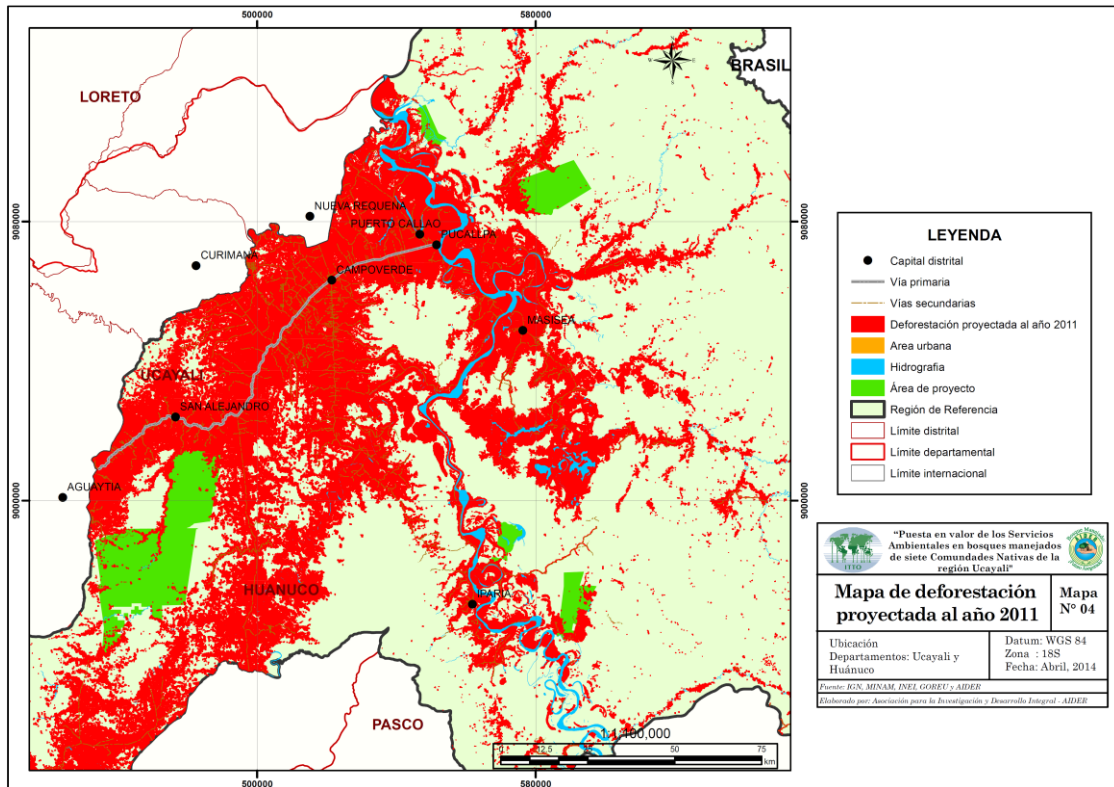 500000
580000
BRASIL
LORETO
9080000
9080000
NUEVA REQUENA
PUERTO CALLAO
PUCALLPA
CURIMANA
CAMPOVERDE
MASISEA
UCAYALI
SAN ALEJANDRO
AGUAYTIA
9000000
9000000
HUANUCO
IPARIA
PASCO
1:1,400,000
0 12.5 25 50 75
km
500000
580000
LEYENDA
Capital distrital
Vía primaria
Vías secundarias
Deforestación proyectada al año 2011
Area urbana
Hidrografia
Área de proyecto
Región de Referencia
Límite distrital
Límite departamental
Límite internacional
ITTO
"Puesta en valor de los Servicios
Ambientales en bosques manejados
de siete Comundades Nativas de la
región Ucayali"
Mapa de deforestación
proyectada al año 2011
Mapa
N° 04
Ubicación
Departamentos: Ucayali y
Huánuco
Datum: WGS 84
Zona : 18S
Fecha: Abril, 2014
Fuente: IGN, MINAM, INEI, GOREU y AIDER
Elaborado por: Asociación para la Investigación y Desarrollo Integral - AIDER